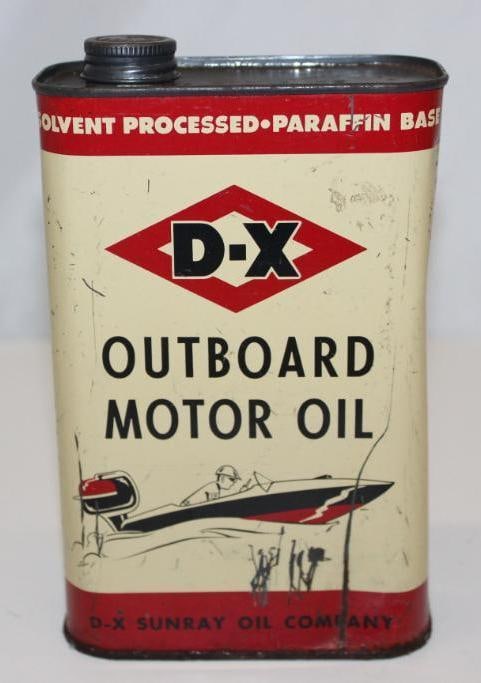 SOLVENT PROCESSED•PARAFFIN BASE
D-X
OUTBOARD
MOTOR OIL
D-X SUNRAY OIL COMPANY